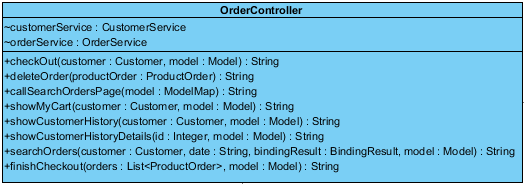 OrderController
~customerService : CustomerService
~orderService : OrderService
+checkOut(customer : Customer, model : Model) : String
+deleteOrder(productOrder : ProductOrder) : String
+callSearchOrdersPage(model : ModelMap) : String
+showMyCart(customer : Customer, model : Model) : String
+showCustomerHistory(customer : Customer, model : Model) : String
+showCustomerHistoryDetails(id : Integer, model : Model) : String
+searchOrders(customer : Customer, date : String, bindingResult : BindingResult, model : Model) : String
+finishCheckout(orders : List<ProductOrder>, model : Model) : String